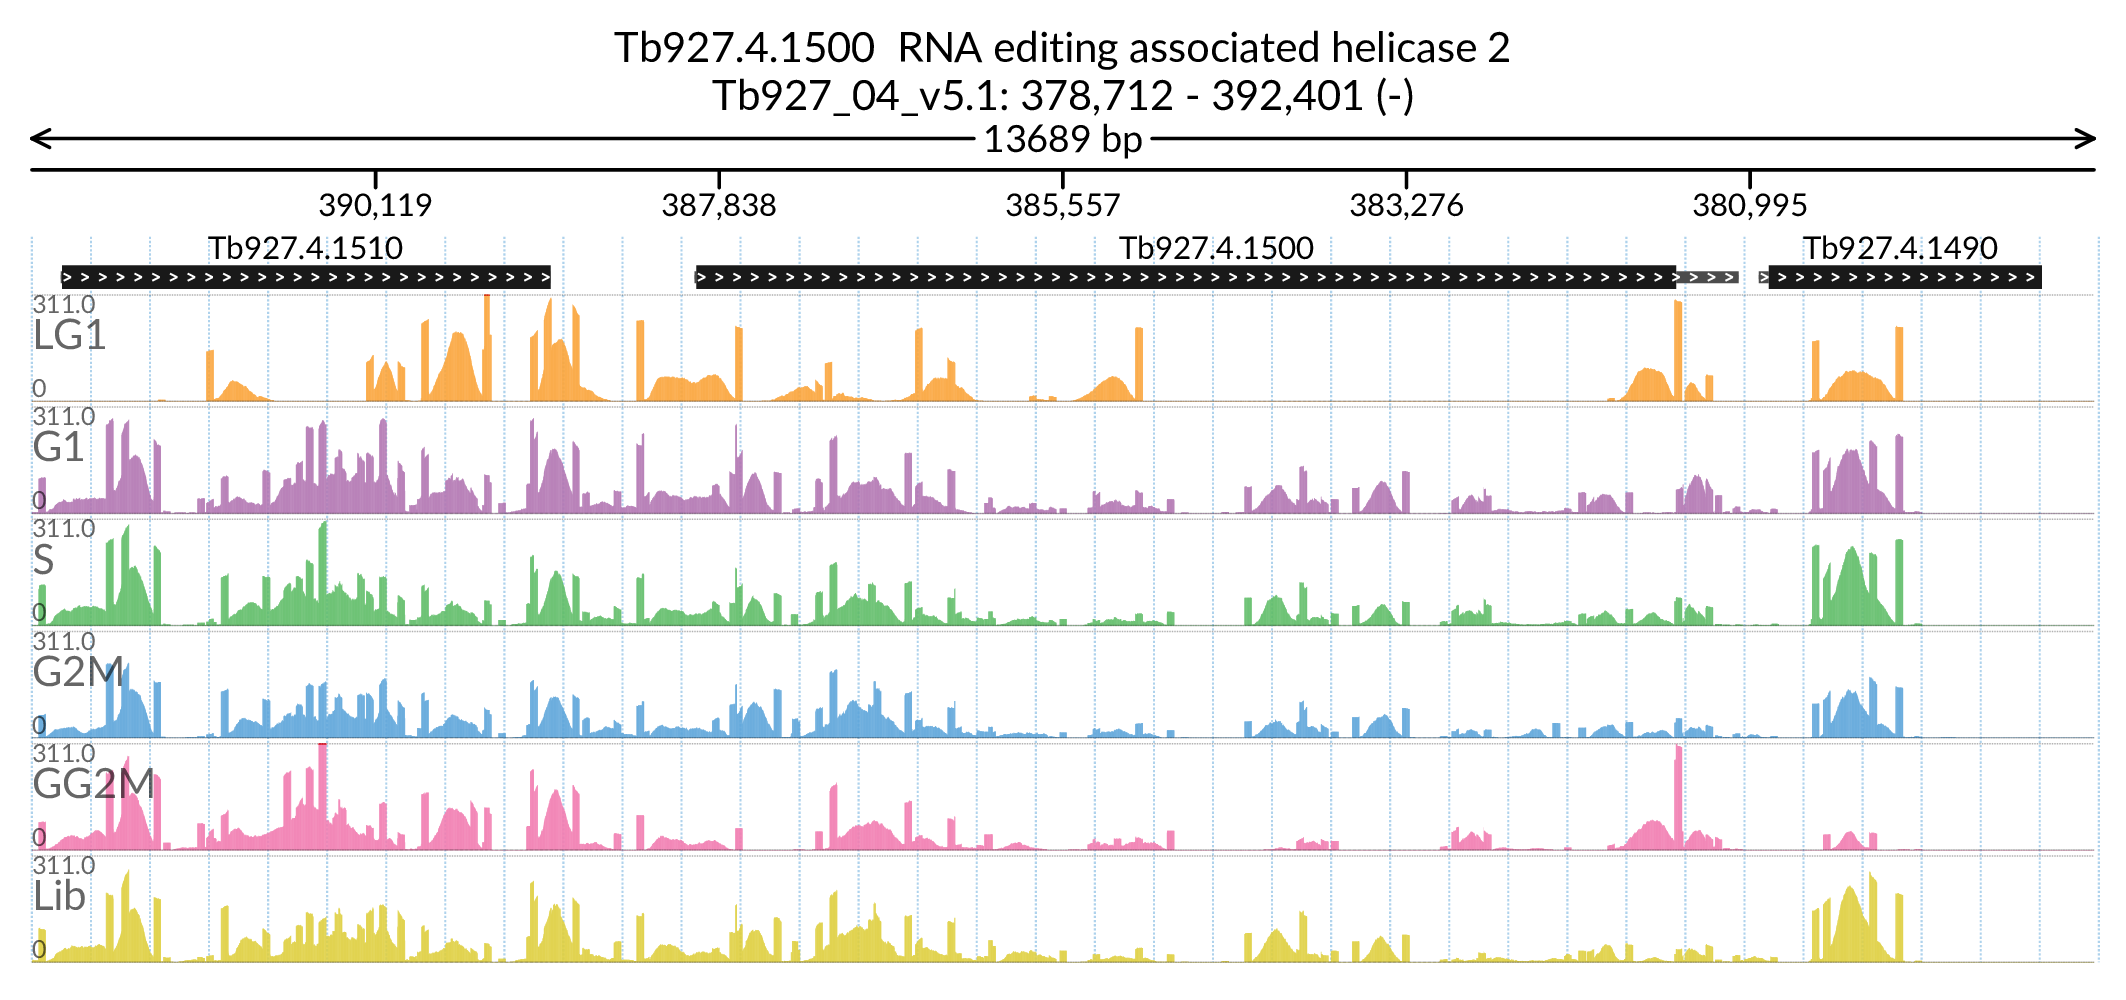 Tb927.4.1500  RNA editing associated helicase 2
Tb927_04_v5.1: 378,712 - 392,401 (-)
13689 bp
390,119 387,838 385,557 383,276 380,995
Tb927.4.1510 Tb927.4.1500 Tb927.4.1490
311.0
LG1
0
311.0
G1
0
311.0
S
0
311.0
G2M
0
311.0
GG2M
0
311.0
Lib
0